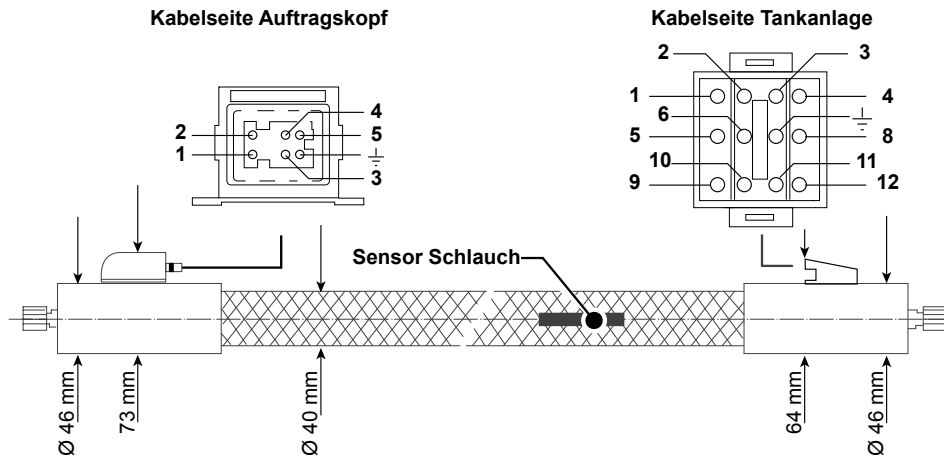 Kabelseite Auftragskopf
Kabelseite Tankanlage
2
3
4
1
4
2
5
6
1
5
8
3
10
11
9
12
Sensor Schlauch
Ø 46 mm
73 mm
Ø 40 mm
64 mm
Ø 46 mm